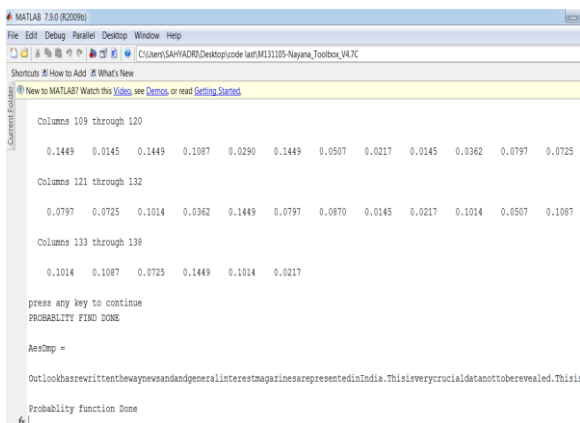 MATLAB 7.9.0 (R2009b)
File Edit Debug Parallel Desktop Window Help
C:\Users\SAHYADRI\Desktop\code last\M131105-Nayana_Toolbox_V4.7C
Shortcuts How to Add What's New
New to MATLAB? Watch this Video, see Demos, or read Getting Started.
Current Folder
Columns 109 through 120
0.1449 0.0145 0.1449 0.1087 0.0290 0.1449 0.0507 0.0217 0.0145 0.0362 0.0797 0.0725
Columns 121 through 132
0.0797 0.0725 0.1014 0.0362 0.1449 0.0797 0.0870 0.0145 0.0217 0.1014 0.0507 0.1087
Columns 133 through 138
0.1014 0.1087 0.0725 0.1449 0.1014 0.0217
press any key to continue
PROBABLITY FIND DONE
AesDmp =
OutlookhasrewrittenthewaynewsandandgeneralinterestmagazinesarepresentedinIndia.Thisisverycrucialdatanottoberevealed.Thisis
Probablity function Done
fx